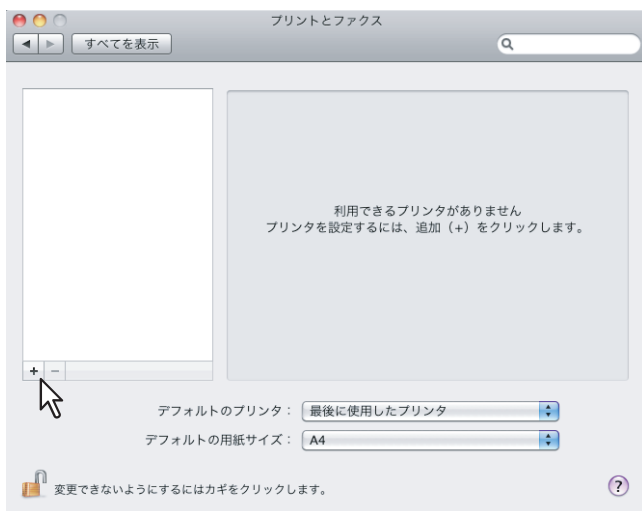 プリントとファクス
すべてを表示
利用できるプリンタがありません
プリンタを設定するには、追加（+）をクリックします。
+ −
デフォルトのプリンタ： 最後に使用したプリンタ
デフォルトの用紙サイズ： A4
変更できないようにするにはカギをクリックします。
?